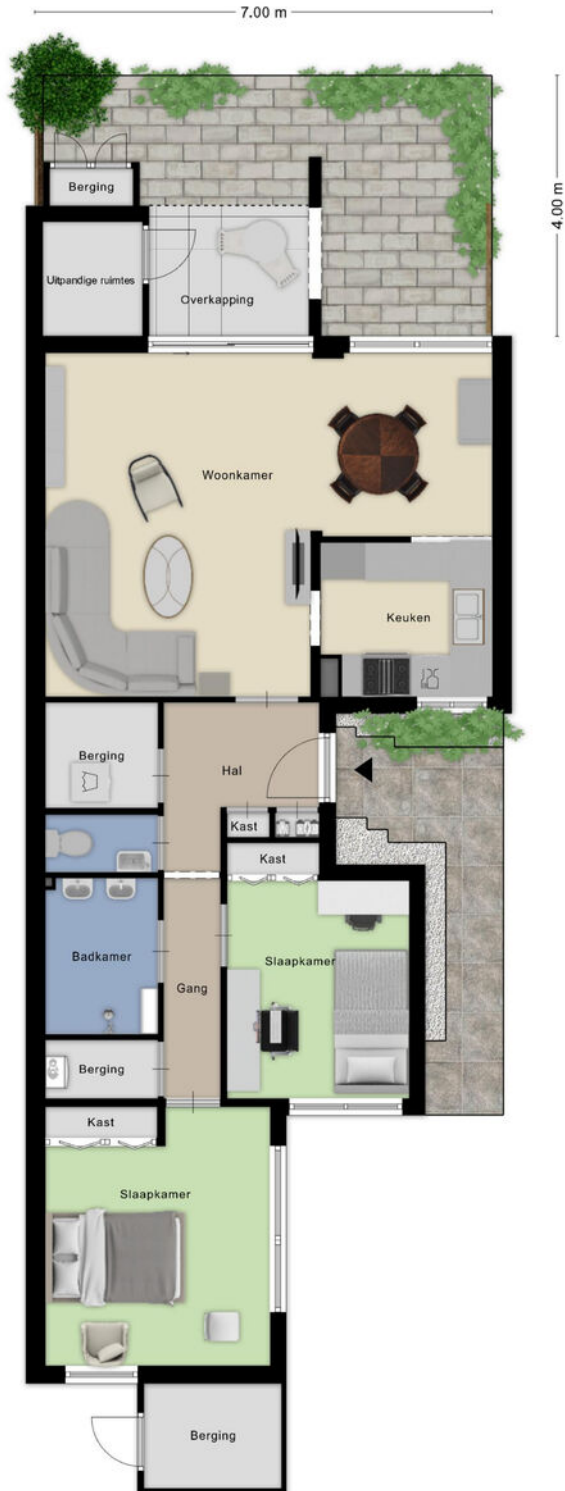 7.00 m
4.00 m
Berging
Uitpandige ruimtes
Overkapping
Woonkamer
Keuken
Berging
Hal
Kast
Kast
Badkamer
Slaapkamer
Gang
Berging
Kast
Slaapkamer
Berging